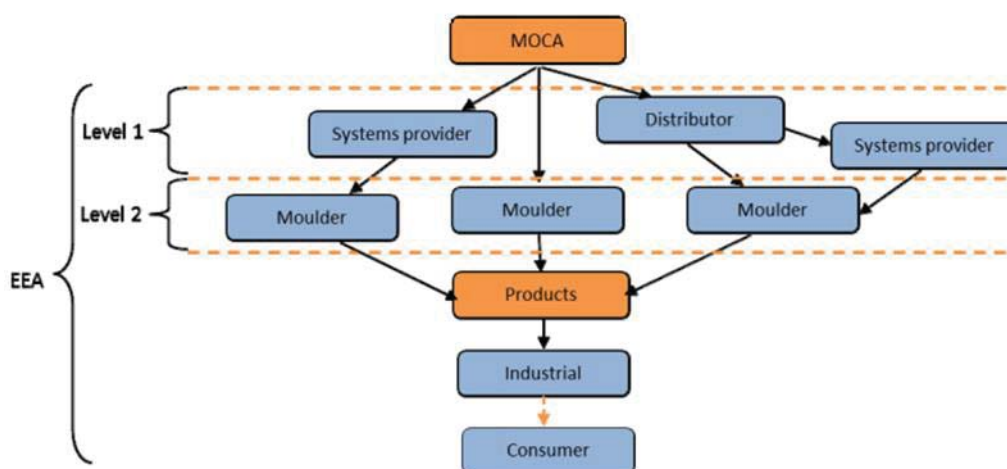 MOCA
Level 1
Systems provider
Distributor
Systems provider
Level 2
Moulder
Moulder
Moulder
EEA
Products
Industrial
Consumer